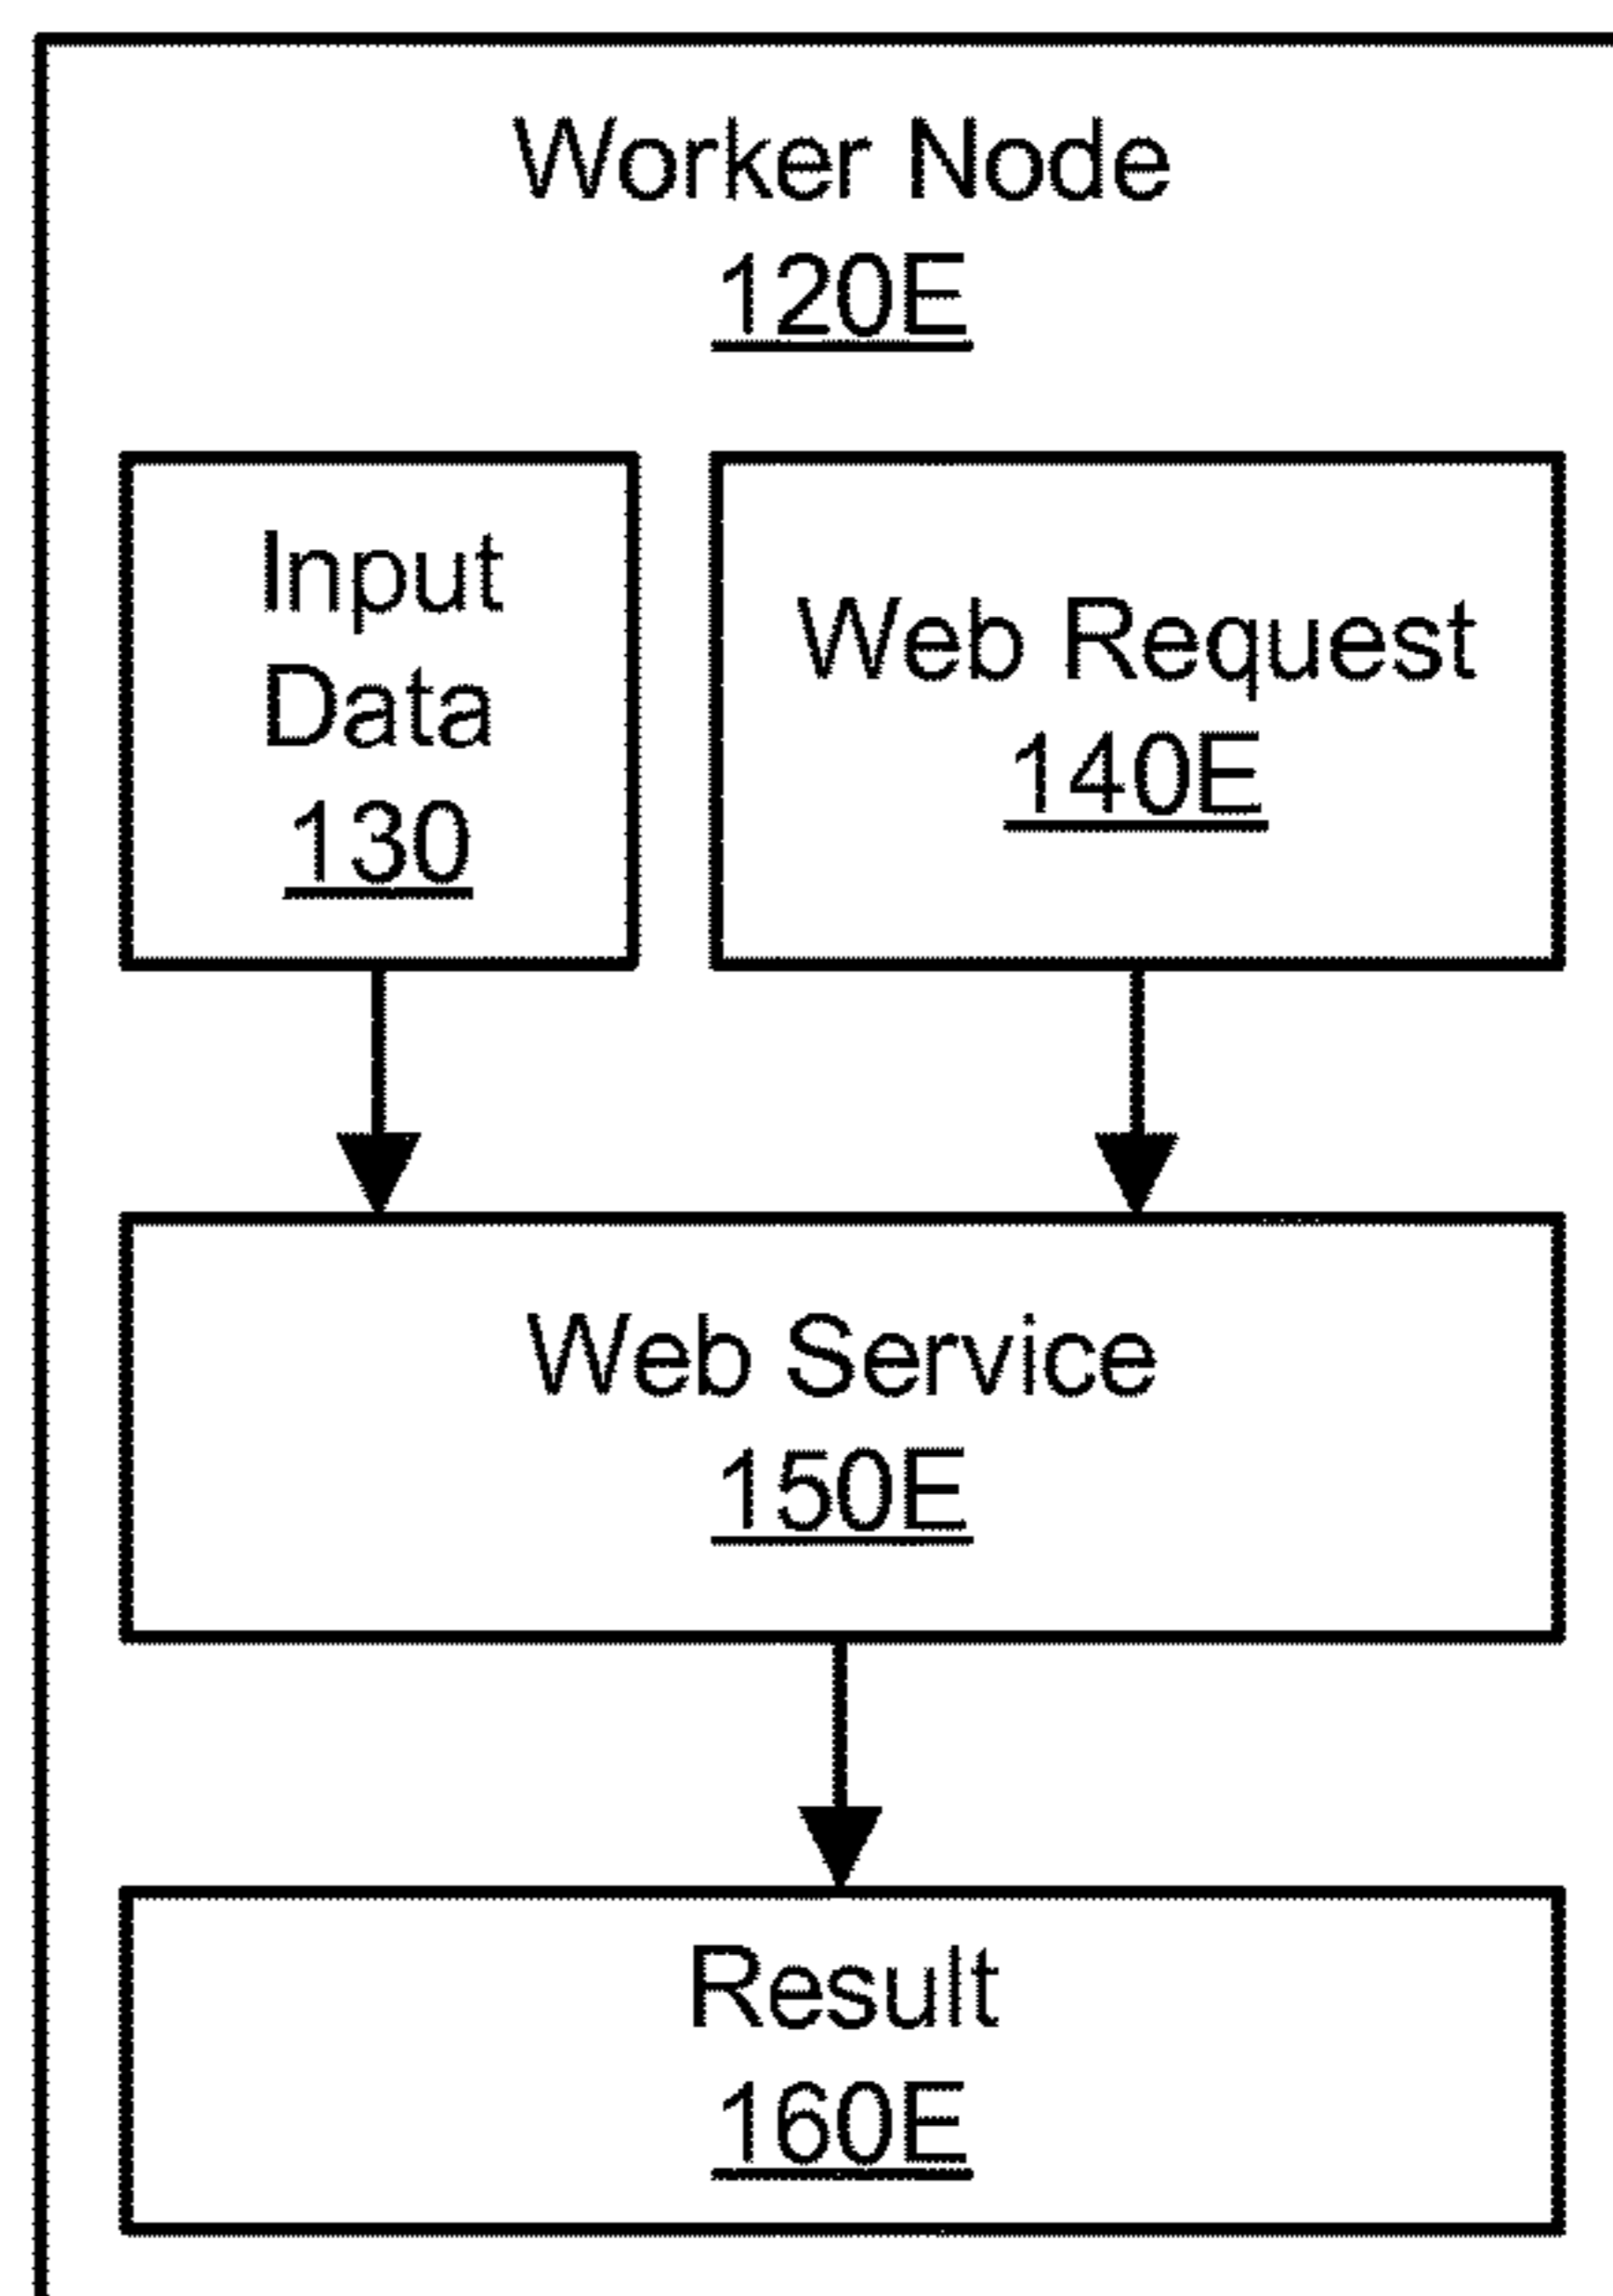 Worker Node
120E
Input
Data
130
Web Request
140E
Web Service
150E
Result
160E